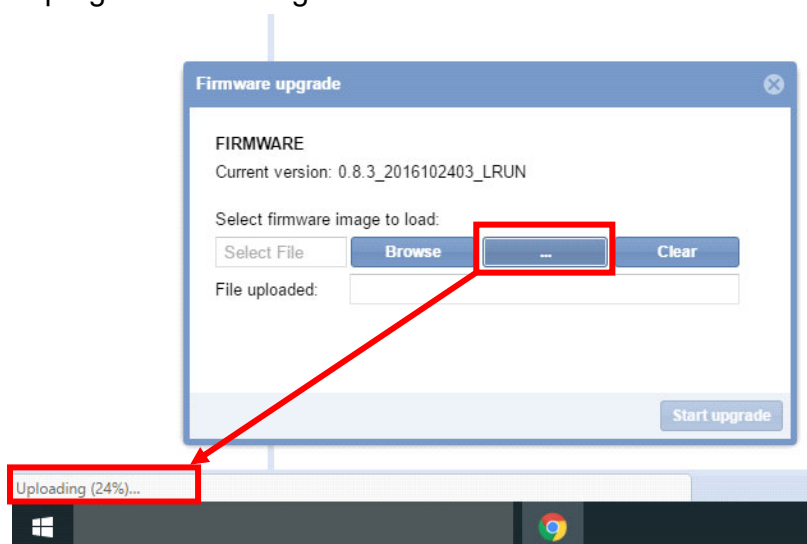 Firmware upgrade
FIRMWARE
Current version: 0.8.3_2016102403_LRUN
Select firmware image to load:
Select File Browse ... Clear
File uploaded:
Start upgrade
Uploading (24%)...